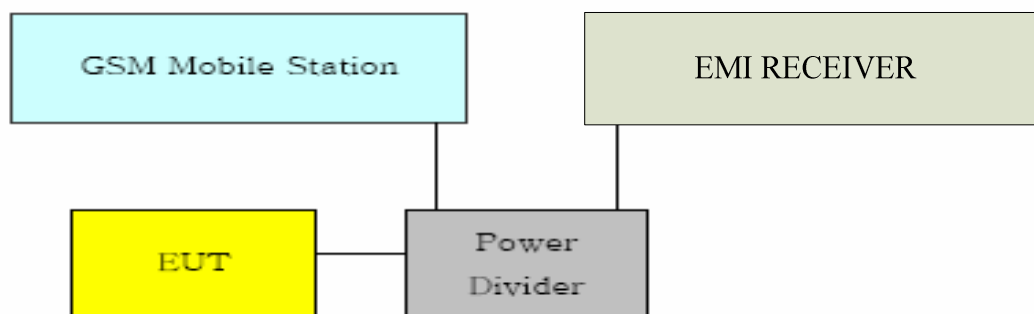 GSM Mobile Station
EMI RECEIVER
EUT
Power
Divider